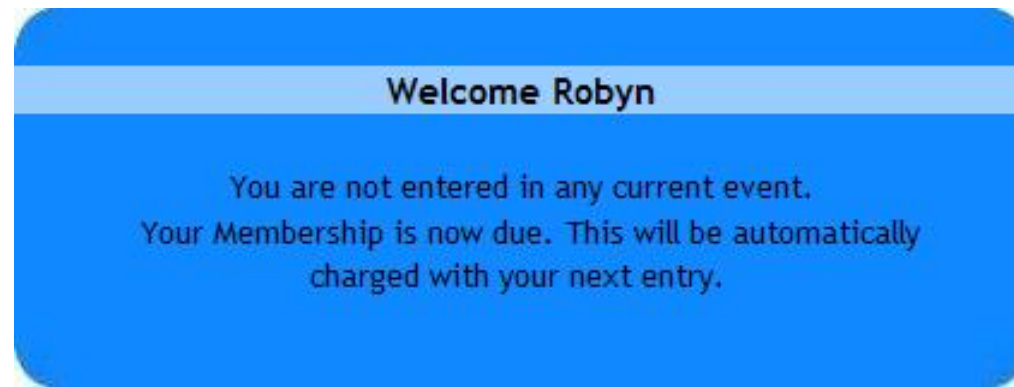 Welcome Robyn
You are not entered in any current event.
Your Membership is now due. This will be automatically
charged with your next entry.